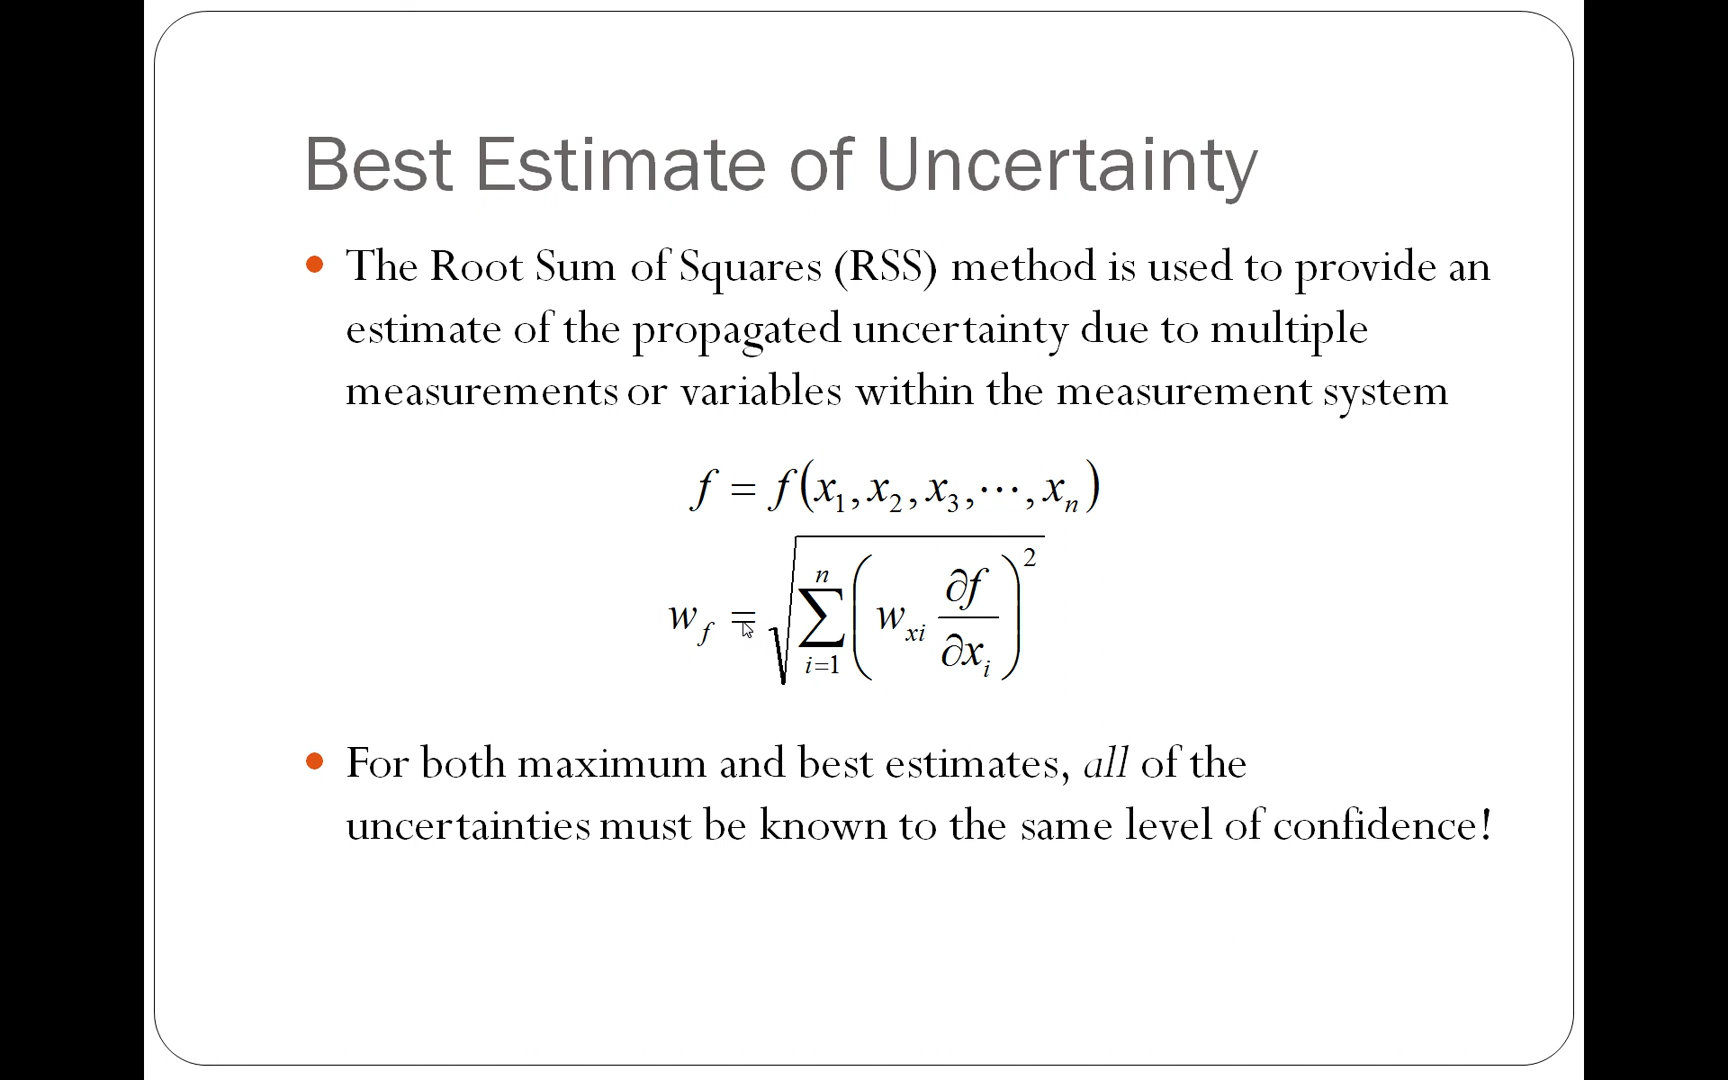 Best Estimate of Uncertainty
• The Root Sum of Squares (RSS) method is used to provide an
estimate of the propagated uncertainty due to multiple
measurements or variables within the measurement system
f = f(x₁, x₂, x₃, ⋯, xₙ)
w_f = √(∑_{i=1}^{n} (w_{xi} ∂f/∂x_i)²)
• For both maximum and best estimates, all of the
uncertainties must be known to the same level of confidence!